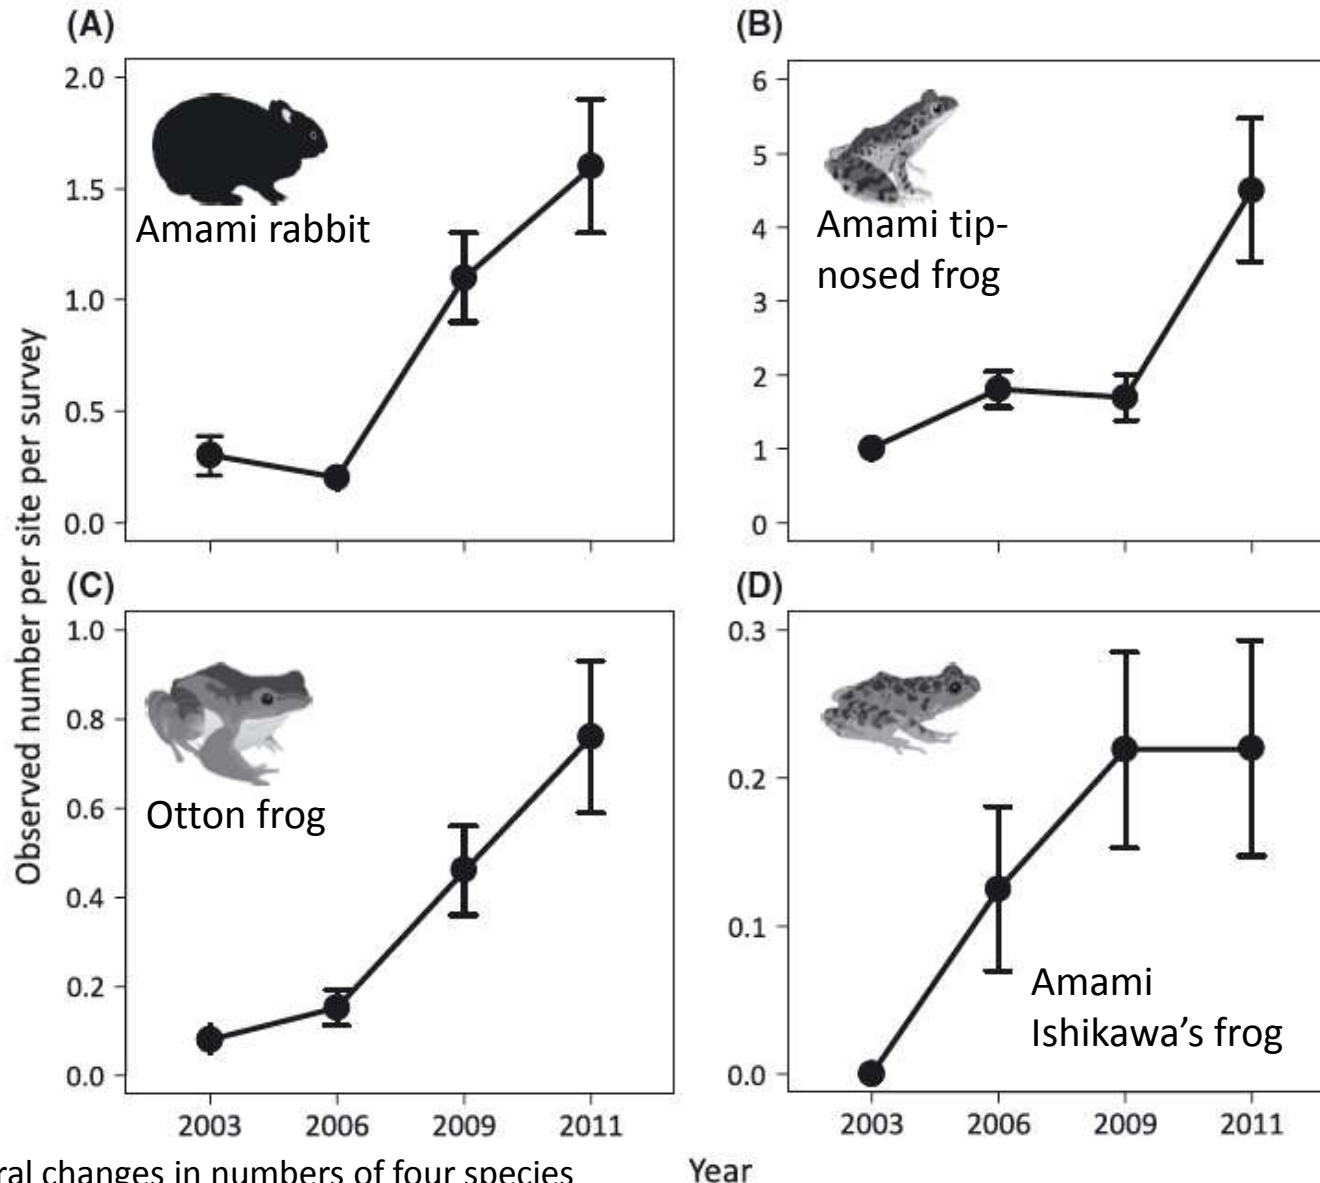 (A)
2.0
1.5
1.0
0.5
0.0
Amami rabbit
(B)
6
5
4
3
2
1
0
Amami tip-
nosed frog
Observed number per site per survey
(C)
1.0
0.8
0.6
0.4
0.2
0.0
Otton frog
2003 2006 2009 2011
(D)
0.3
0.2
0.1
0.0
Amami
Ishikawa’s frog
2003 2006 2009 2011
Year
changes in numbers of four species